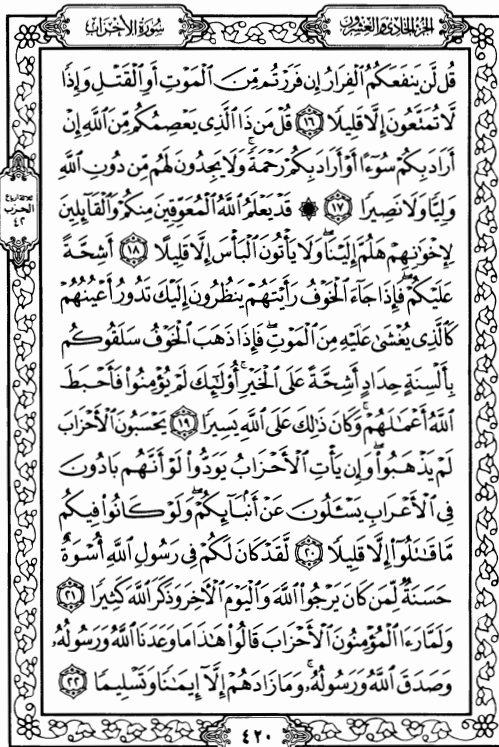 الجزء الحادي والعشرون
سورة الأحزاب
قُل لَّن يَنفَعَكُمُ ٱلْفِرَارُ إِن فَرَرْتُم مِّنَ ٱلْمَوْتِ أَوِ ٱلْقَتْلِ وَإِذًا
لَّا تُمَتَّعُونَ إِلَّا قَلِيلًا ١٦ قُلْ مَن ذَا ٱلَّذِى يَعْصِمُكُم مِّنَ ٱللَّهِ إِنْ
أَرَادَ بِكُمْ سُوٓءًا أَوْ أَرَادَ بِكُمْ رَحْمَةً ۚ وَلَا يَجِدُونَ لَهُم مِّن دُونِ ٱللَّهِ
وَلِيًّا وَلَا نَصِيرًا ١٧ ۞ قَدْ يَعْلَمُ ٱللَّهُ ٱلْمُعَوِّقِينَ مِنكُمْ وَٱلْقَآئِلِينَ
لِإِخْوَٰنِهِمْ هَلُمَّ إِلَيْنَا ۖ وَلَا يَأْتُونَ ٱلْبَأْسَ إِلَّا قَلِيلًا ١٨ أَشِحَّةً
عَلَيْكُمْ ۖ فَإِذَا جَآءَ ٱلْخَوْفُ رَأَيْتَهُمْ يَنظُرُونَ إِلَيْكَ تَدُورُ أَعْيُنُهُمْ
كَٱلَّذِى يُغْشَىٰ عَلَيْهِ مِنَ ٱلْمَوْتِ ۖ فَإِذَا ذَهَبَ ٱلْخَوْفُ سَلَقُوكُم
بِأَلْسِنَةٍ حِدَادٍ أَشِحَّةً عَلَى ٱلْخَيْرِ ۚ أُو۟لَٰٓئِكَ لَمْ يُؤْمِنُوا۟ فَأَحْبَطَ
ٱللَّهُ أَعْمَٰلَهُمْ ۚ وَكَانَ ذَٰلِكَ عَلَى ٱللَّهِ يَسِيرًا ١٩ يَحْسَبُونَ ٱلْأَحْزَابَ
لَمْ يَذْهَبُوا۟ ۖ وَإِن يَأْتِ ٱلْأَحْزَابُ يَوَدُّوا۟ لَوْ أَنَّهُم بَادُونَ
فِى ٱلْأَعْرَابِ يَسْـَٔلُونَ عَنْ أَنۢبَآئِكُمْ ۖ وَلَوْ كَانُوا۟ فِيكُم
مَّا قَٰتَلُوٓا۟ إِلَّا قَلِيلًا ٢٠ لَّقَدْ كَانَ لَكُمْ فِى رَسُولِ ٱللَّهِ أُسْوَةٌ
حَسَنَةٌ لِّمَن كَانَ يَرْجُوا۟ ٱللَّهَ وَٱلْيَوْمَ ٱلْـَٔاخِرَ وَذَكَرَ ٱللَّهَ كَثِيرًا ٢١
وَلَمَّا رَءَا ٱلْمُؤْمِنُونَ ٱلْأَحْزَابَ قَالُوا۟ هَٰذَا مَا وَعَدَنَا ٱللَّهُ وَرَسُولُهُۥ
وَصَدَقَ ٱللَّهُ وَرَسُولُهُۥ ۚ وَمَا زَادَهُمْ إِلَّآ إِيمَٰنًا وَتَسْلِيمًا ٢٢
الحزب
٤٢
٤٢٠